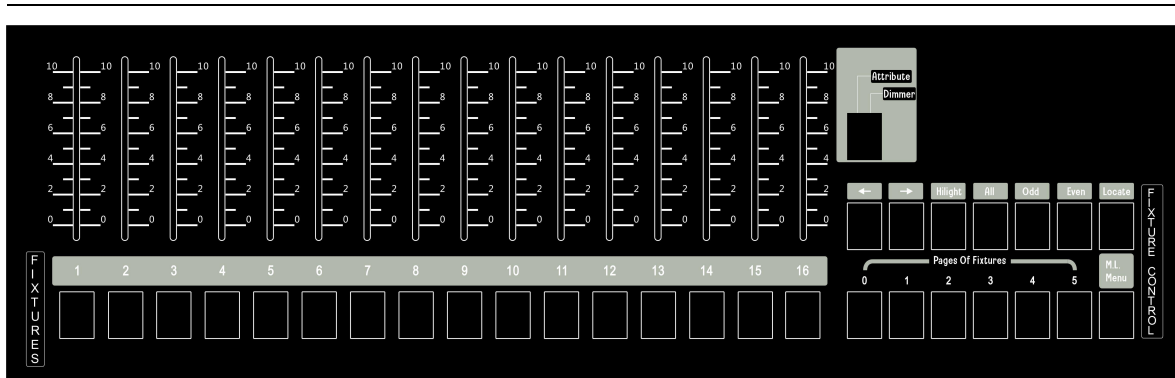 10 10 10 10 10 10 10 10 10 10 10 10 10 10 10 10 10
8 8 8 8 8 8 8 8 8 8 8 8 8 8 8 8 8
6 6 6 6 6 6 6 6 6 6 6 6 6 6 6 6 6
4 4 4 4 4 4 4 4 4 4 4 4 4 4 4 4 4
2 2 2 2 2 2 2 2 2 2 2 2 2 2 2 2 2
0 0 0 0 0 0 0 0 0 0 0 0 0 0 0 0 0
Attribute
Dimmer
← → Hilight All Odd Even Locate
FIXTURES
1 2 3 4 5 6 7 8 9 10 11 12 13 14 15 16
Pages Of Fixtures
0 1 2 3 4 5
M.L.
Menu
FIXTURE CONTROL